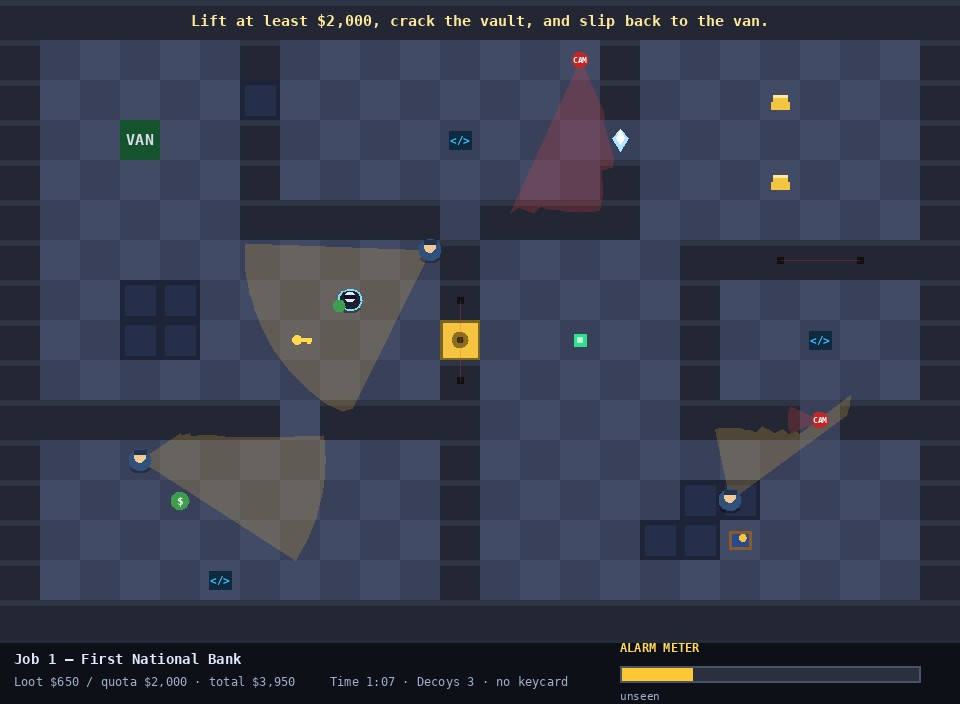 Lift at least $2,000, crack the vault, and slip back to the van.
CAM
VAN
</>
</>
CAM
$
</>
Job 1 — First National Bank
Loot $650 / quota $2,000 · total $3,950
Time 1:07 · Decoys 3 · no keycard
ALARM METER
unseen